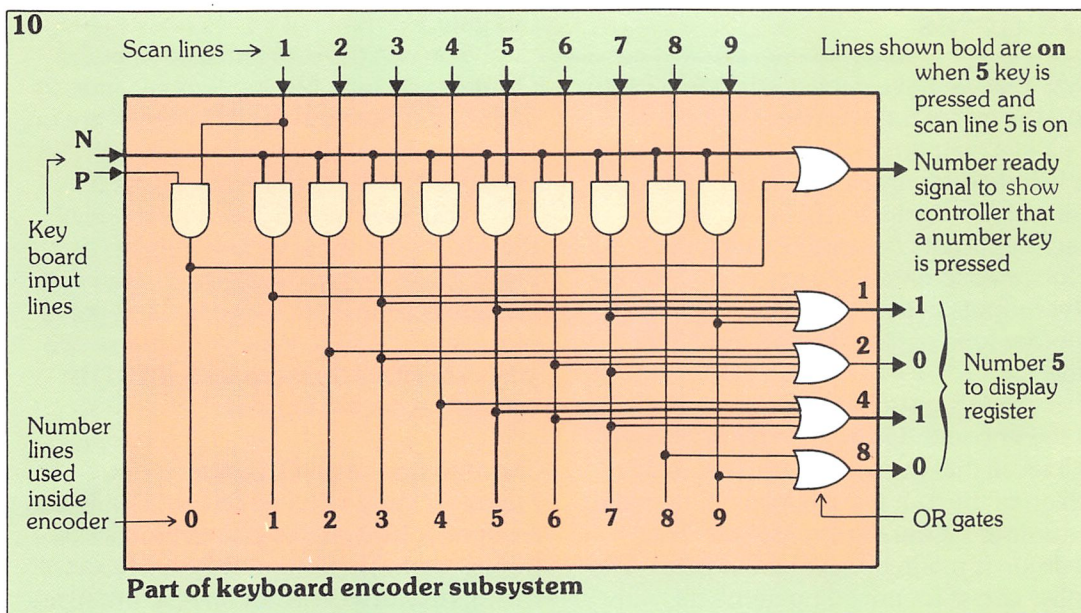 10
Scan lines → 1 2 3 4 5 6 7 8 9
Lines shown bold are on
when 5 key is
pressed and
scan line 5 is on
N
P
Key
board
input
lines
Number ready
signal to show
controller that
a number key
is pressed
1 1
2 0
4 1
8 0
Number 5
to display
register
Number
lines
used
inside
encoder → 0 1 2 3 4 5 6 7 8 9
OR gates
Part of keyboard encoder subsystem